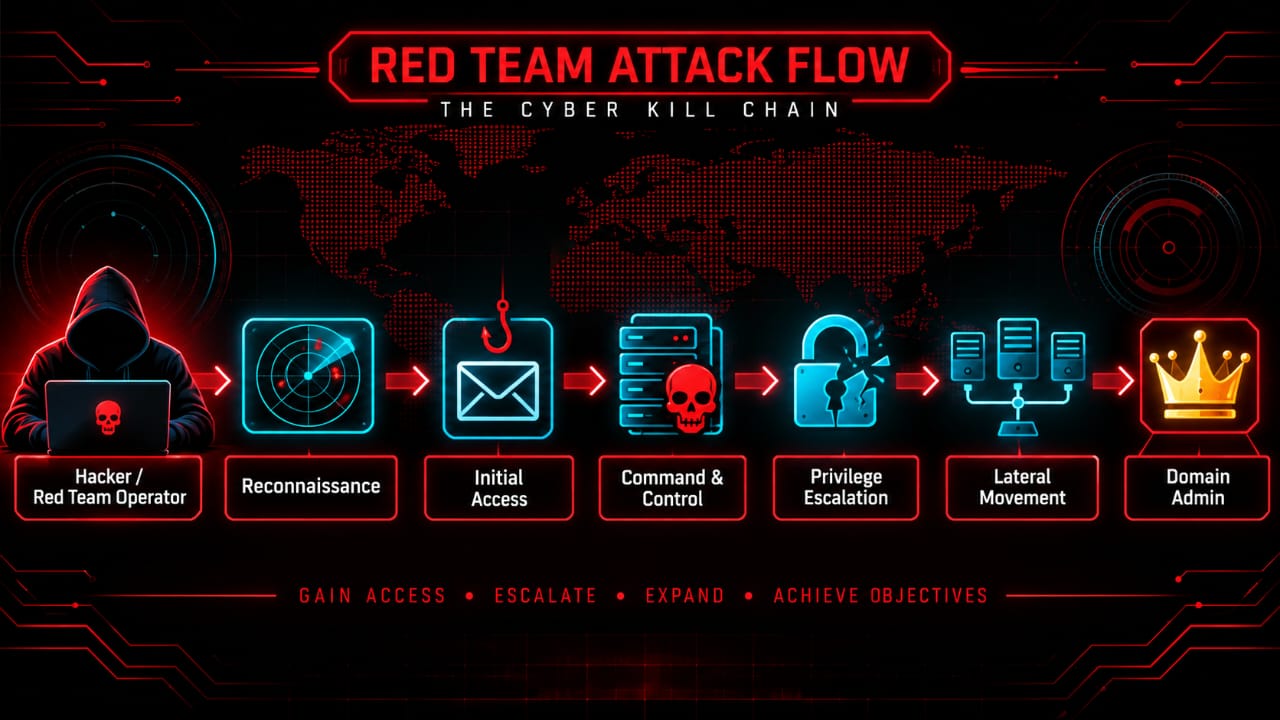 RED TEAM ATTACK FLOW
THE CYBER KILL CHAIN
Hacker /
Red Team Operator
Reconnaissance
Initial
Access
Command &
Control
Privilege
Escalation
Lateral
Movement
Domain
Admin
GAIN ACCESS • ESCALATE • EXPAND • ACHIEVE OBJECTIVES